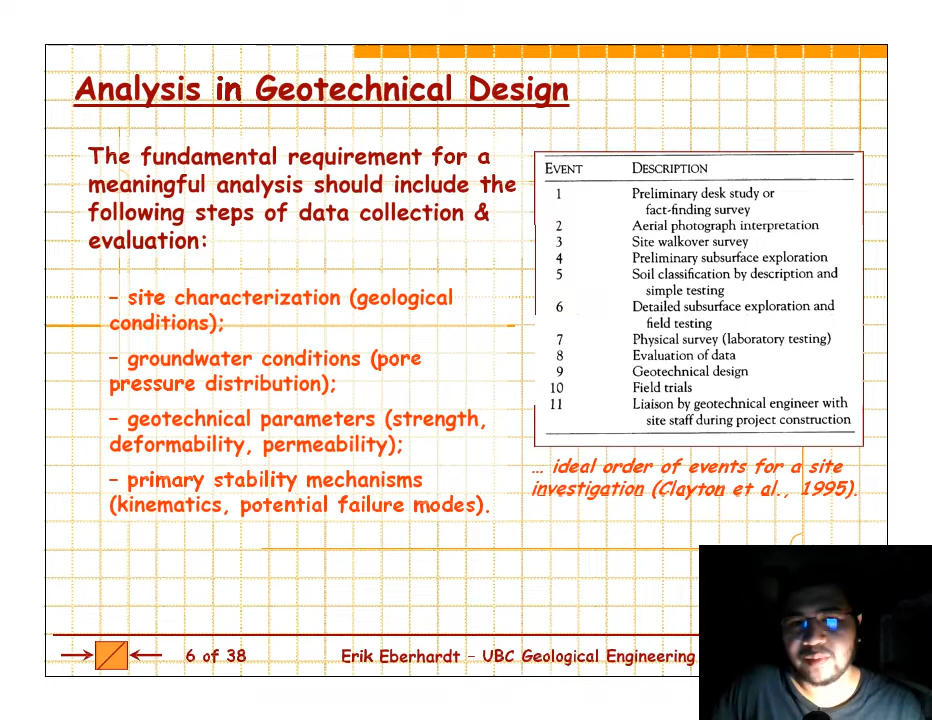 Analysis in Geotechnical Design
The fundamental requirement for a
meaningful analysis should include the
following steps of data collection &
evaluation:
– site characterization (geological
conditions);
– groundwater conditions (pore
pressure distribution);
– geotechnical parameters (strength,
deformability, permeability);
– primary stability mechanisms
(kinematics, potential failure modes).
EVENT DESCRIPTION
1 Preliminary desk study or
fact-finding survey
2 Aerial photograph interpretation
3 Site walkover survey
4 Preliminary subsurface exploration
5 Soil classification by description and
simple testing
6 Detailed subsurface exploration and
field testing
7 Physical survey (laboratory testing)
8 Evaluation of data
9 Geotechnical design
10 Field trials
11 Liaison by geotechnical engineer with
site staff during project construction
... ideal order of events for a site
investigation (Clayton et al., 1995).
6 of 38
Erik Eberhardt – UBC Geological Engineering